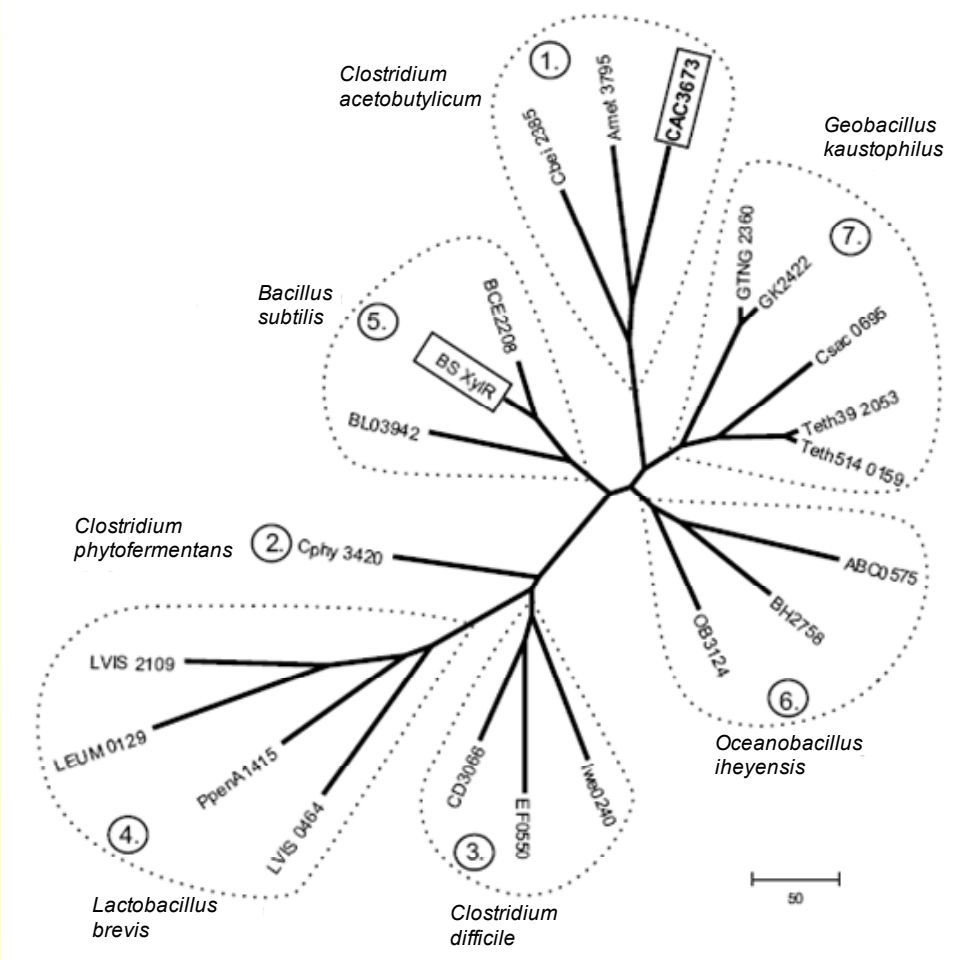 Clostridium
acetobutylicum
1.
Cbei 2385
Amet 3795
CAC3673
Geobacillus
kaustophilus
7.
GTNG 2360
GK2422
Csac 0695
Teth39 2053
Teth514 0159
Bacillus
subtilis
5.
BCE2208
BS XylR
BL03942
Clostridium
phytofermentans
2.
Cphy 3420
ABC0575
BH2758
OB3124
6.
Oceanobacillus
iheyensis
LVIS 2109
LEUM 0129
PpenA1415
LVIS 0464
4.
Lactobacillus
brevis
CD3066
EF0550
lwe0240
3.
Clostridium
difficile
50